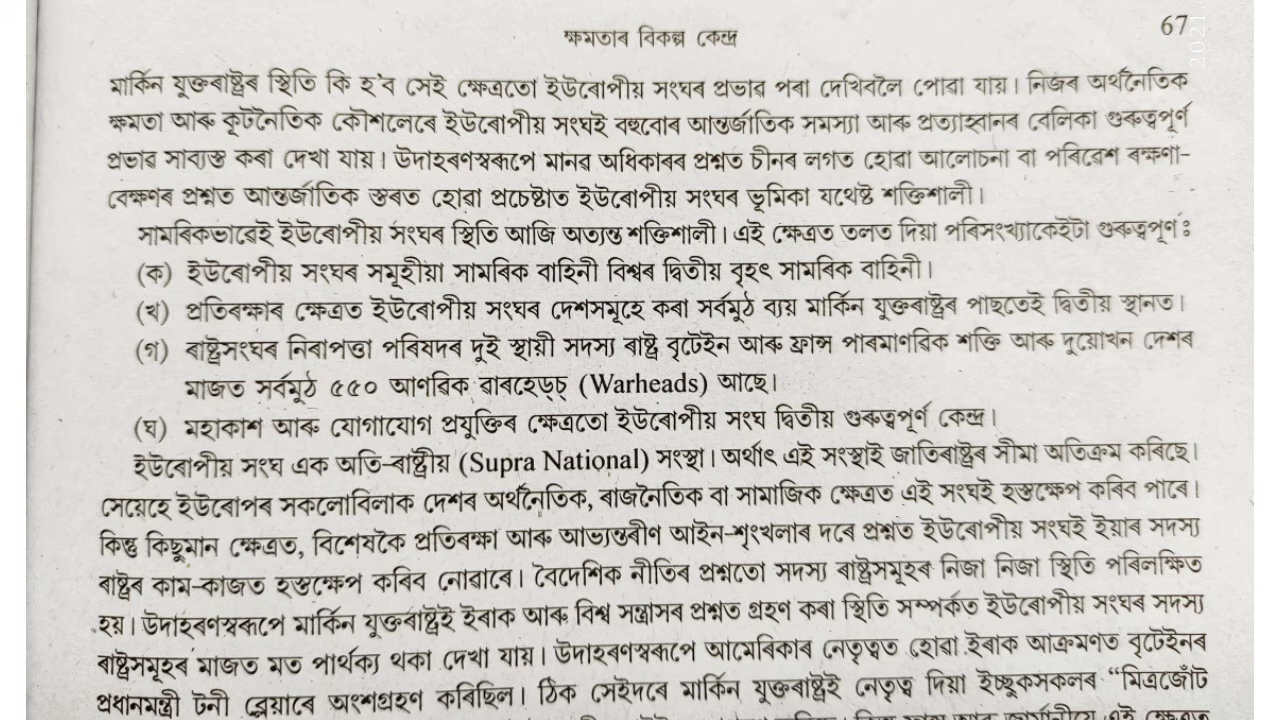 ক্ষমতাৰ বিকল্প কেন্দ্ৰ
67
2021
মাৰ্কিন যুক্তৰাষ্ট্ৰৰ স্থিতি কি হ'ব সেই ক্ষেত্ৰতো ইউৰোপীয় সংঘৰ প্ৰভাৱ পৰা দেখিবলৈ পোৱা যায়। নিজৰ অৰ্থনৈতিক
ক্ষমতা আৰু কূটনৈতিক কৌশলেৰে ইউৰোপীয় সংঘই বহুবোৰ আন্তৰ্জাতিক সমস্যা আৰু প্ৰত্যাহ্বানৰ বেলিকা গুৰুত্বপূৰ্ণ
প্ৰভাৱ সাব্যস্ত কৰা দেখা যায়। উদাহৰণস্বৰূপে মানৱ অধিকাৰৰ প্ৰশ্নত চীনৰ লগত হোৱা আলোচনা বা পৰিৱেশ ৰক্ষণা-
বেক্ষণৰ প্ৰশ্নত আন্তৰ্জাতিক স্তৰত হোৱা প্ৰচেষ্টাত ইউৰোপীয় সংঘৰ ভূমিকা যথেষ্ট শক্তিশালী।
সামৰিকভাৱেই ইউৰোপীয় সংঘৰ স্থিতি আজি অত্যন্ত শক্তিশালী। এই ক্ষেত্ৰত তলত দিয়া পৰিসংখ্যাকেইটা গুৰুত্বপূৰ্ণ :
(ক) ইউৰোপীয় সংঘৰ সমূহীয়া সামৰিক বাহিনী বিশ্বৰ দ্বিতীয় বৃহৎ সামৰিক বাহিনী।
(খ) প্ৰতিৰক্ষাৰ ক্ষেত্ৰত ইউৰোপীয় সংঘৰ দেশসমূহে কৰা সৰ্বমুঠ ব্যয় মাৰ্কিন যুক্তৰাষ্ট্ৰৰ পাছতেই দ্বিতীয় স্থানত।
(গ) ৰাষ্ট্ৰসংঘৰ নিৰাপত্তা পৰিষদৰ দুই স্থায়ী সদস্য ৰাষ্ট্ৰ বৃটেইন আৰু ফ্ৰান্স পাৰমাণৱিক শক্তি আৰু দুয়োখন দেশৰ
মাজত সৰ্বমুঠ ৫৫০ আণৱিক ৱাৰহেড্‌চ্ (Warheads) আছে।
(ঘ) মহাকাশ আৰু যোগাযোগ প্ৰযুক্তিৰ ক্ষেত্ৰতো ইউৰোপীয় সংঘ দ্বিতীয় গুৰুত্বপূৰ্ণ কেন্দ্ৰ।
ইউৰোপীয় সংঘ এক অতি-ৰাষ্ট্ৰীয় (Supra National) সংস্থা। অৰ্থাৎ এই সংস্থাই জাতিৰাষ্ট্ৰৰ সীমা অতিক্ৰম কৰিছে।
সেয়েহে ইউৰোপৰ সকলোবিলাক দেশৰ অৰ্থনৈতিক, ৰাজনৈতিক বা সামাজিক ক্ষেত্ৰত এই সংঘই হস্তক্ষেপ কৰিব পাৰে।
কিন্তু কিছুমান ক্ষেত্ৰত, বিশেষকৈ প্ৰতিৰক্ষা আৰু আভ্যন্তৰীণ আইন-শৃংখলাৰ দৰে প্ৰশ্নত ইউৰোপীয় সংঘই ইয়াৰ সদস্য
ৰাষ্ট্ৰৰ কাম-কাজত হস্তক্ষেপ কৰিব নোৱাৰে। বৈদেশিক নীতিৰ প্ৰশ্নতো সদস্য ৰাষ্ট্ৰসমূহৰ নিজা নিজা স্থিতি পৰিলক্ষিত
হয়। উদাহৰণস্বৰূপে মাৰ্কিন যুক্তৰাষ্ট্ৰই ইৰাক আৰু বিশ্ব সন্ত্ৰাসৰ প্ৰশ্নত গ্ৰহণ কৰা স্থিতি সম্পৰ্কত ইউৰোপীয় সংঘৰ সদস্য
ৰাষ্ট্ৰসমূহৰ মাজত মত পাৰ্থক্য থকা দেখা যায়। উদাহৰণস্বৰূপে আমেৰিকাৰ নেতৃত্বত হোৱা ইৰাক আক্ৰমণত বৃটেইনৰ
প্ৰধানমন্ত্ৰী টনী ব্লেয়াৰে অংশগ্ৰহণ কৰিছিল। ঠিক সেইদৰে মাৰ্কিন যুক্তৰাষ্ট্ৰই নেতৃত্ব দিয়া ইচ্ছুকসকলৰ “মিত্ৰজোঁট